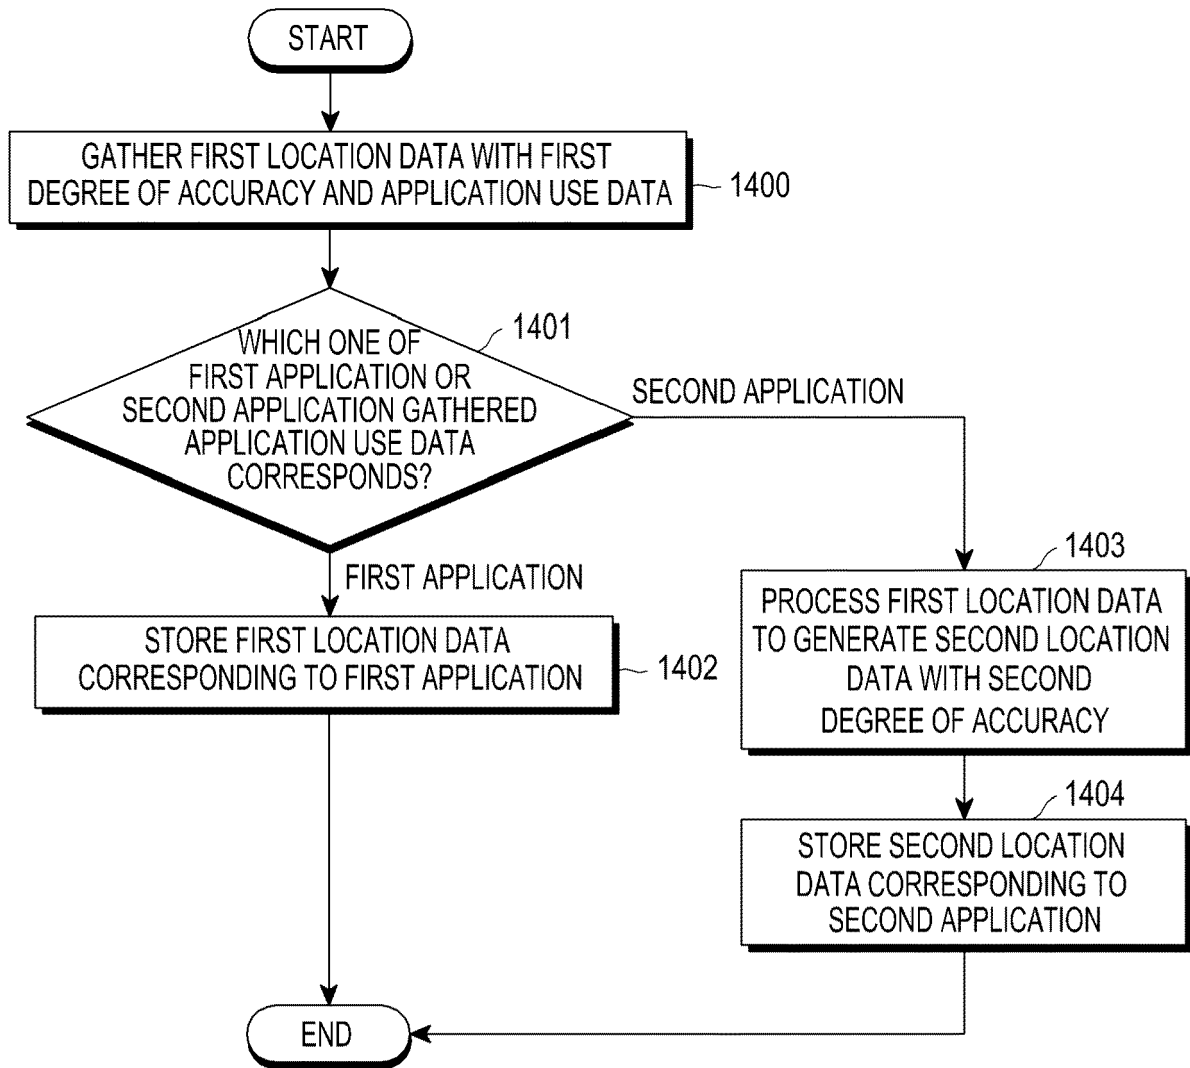 START
GATHER FIRST LOCATION DATA WITH FIRST
DEGREE OF ACCURACY AND APPLICATION USE DATA
1400
WHICH ONE OF
FIRST APPLICATION OR
SECOND APPLICATION GATHERED
APPLICATION USE DATA
CORRESPONDS?
1401
SECOND APPLICATION
FIRST APPLICATION
STORE FIRST LOCATION DATA
CORRESPONDING TO FIRST APPLICATION
1402
1403
PROCESS FIRST LOCATION DATA
TO GENERATE SECOND LOCATION
DATA WITH SECOND
DEGREE OF ACCURACY
1404
STORE SECOND LOCATION
DATA CORRESPONDING TO
SECOND APPLICATION
END